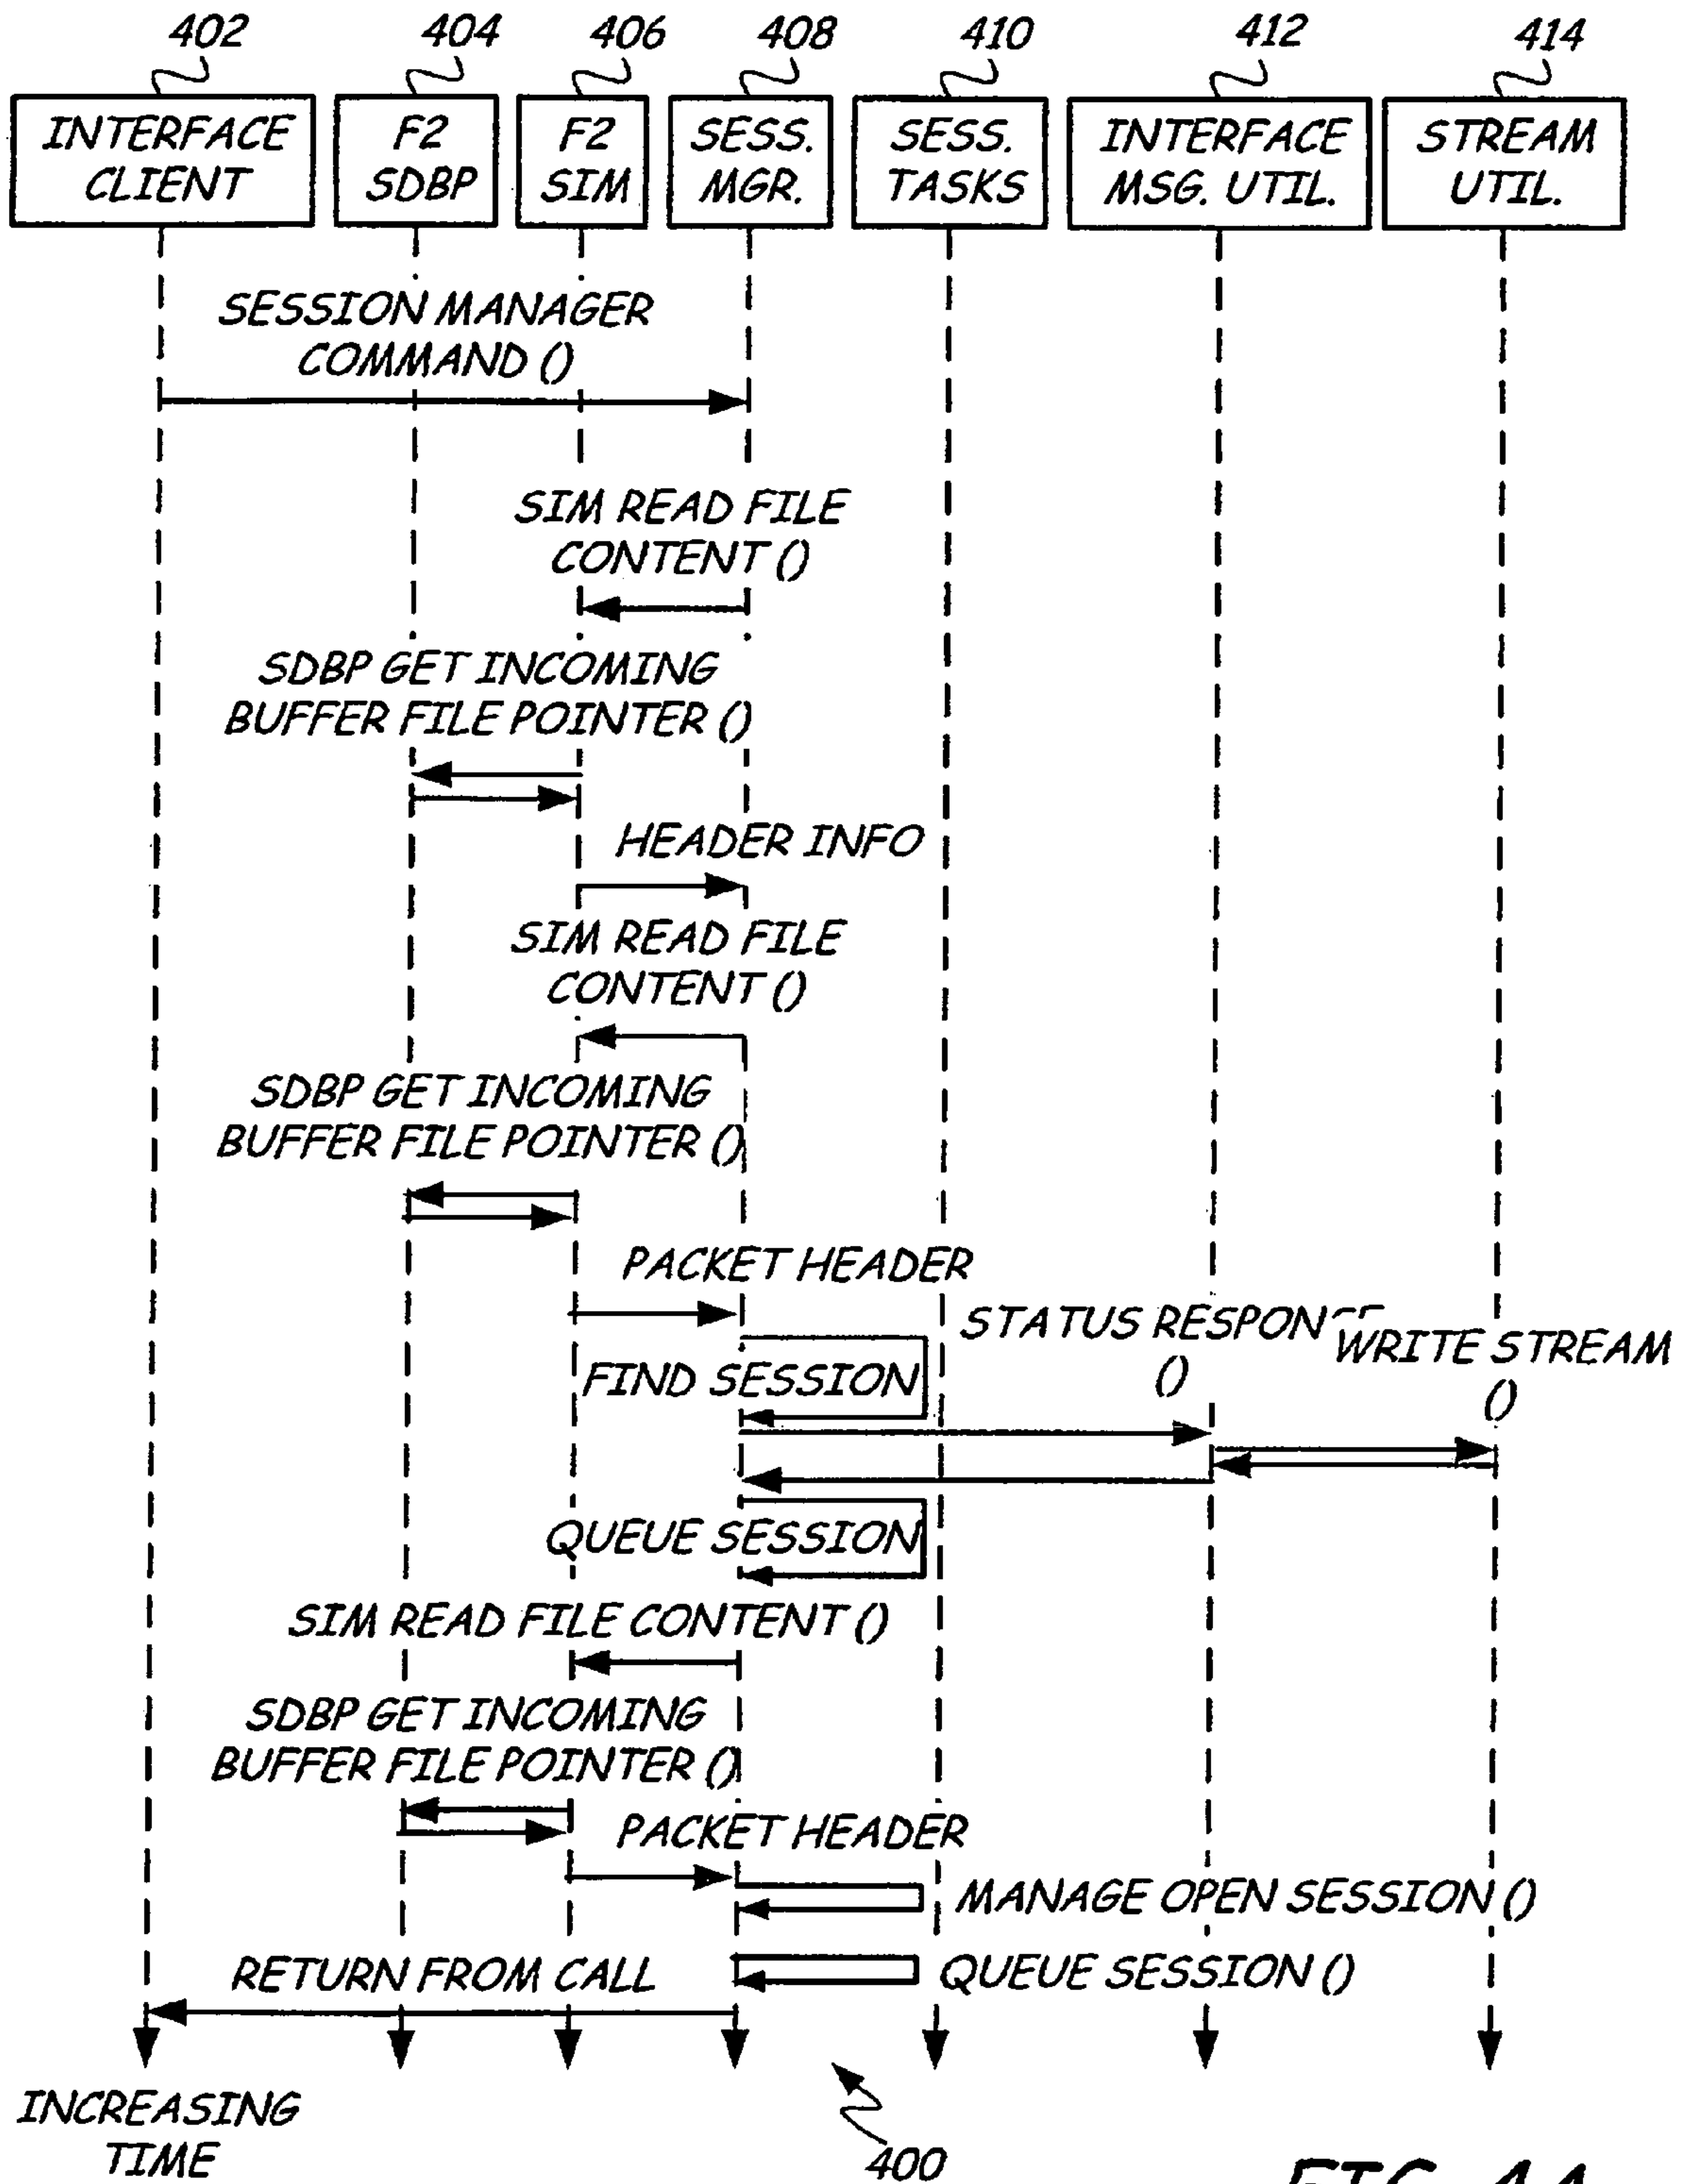 402 404 406 408 410 412 414
INTERFACE
CLIENT
F2
SDBP
F2
SIM
SESS.
MGR.
SESS.
TASKS
INTERFACE
MSG. UTIL.
STREAM
UTIL.
SESSION MANAGER
COMMAND ()
SIM READ FILE
CONTENT ()
SDBP GET INCOMING
BUFFER FILE POINTER ()
HEADER INFO
SIM READ FILE
CONTENT ()
SDBP GET INCOMING
BUFFER FILE POINTER ()
PACKET HEADER
STATUS
()
WRITE STREAM
()
FIND SESSION
QUEUE SESSION
SIM READ FILE CONTENT ()
SDBP GET INCOMING
BUFFER FILE POINTER ()
PACKET HEADER
MANAGE OPEN SESSION ()
QUEUE SESSION ()
RETURN FROM CALL
INCREASING
TIME
400